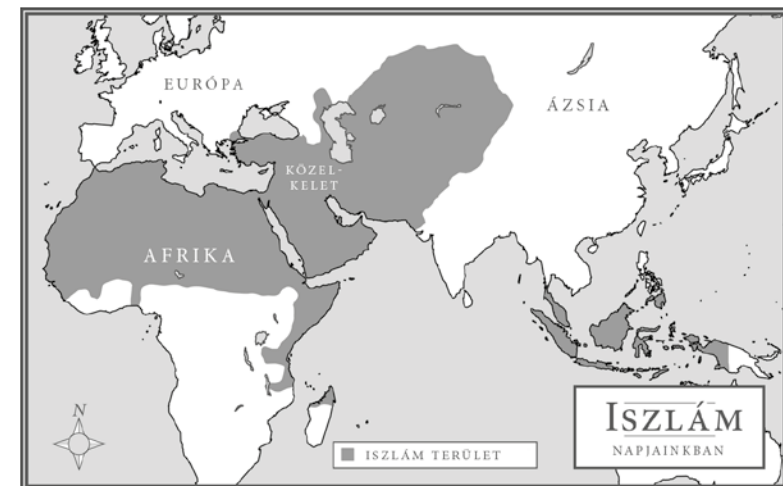 EURÓPA
ÁZSIA
KÖZEL-
KELET
AFRIKA
N
ISZLÁM TERÜLET
ISZLÁM
NAPJAINKBAN